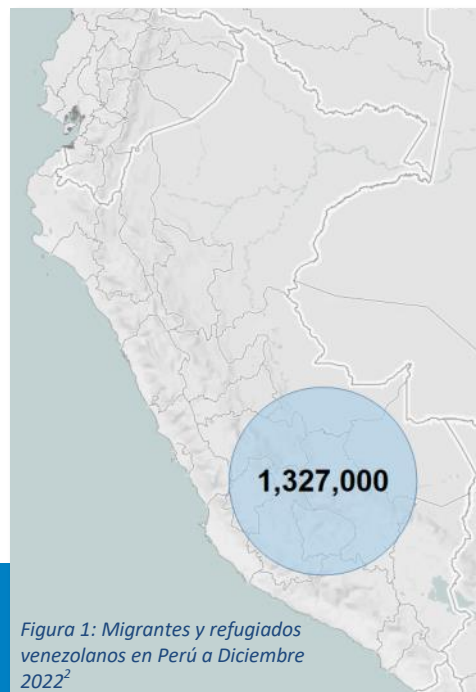 1,327,000
Figura 1: Migrantes y refugiados
venezolanos en Perú a Diciembre
2022²